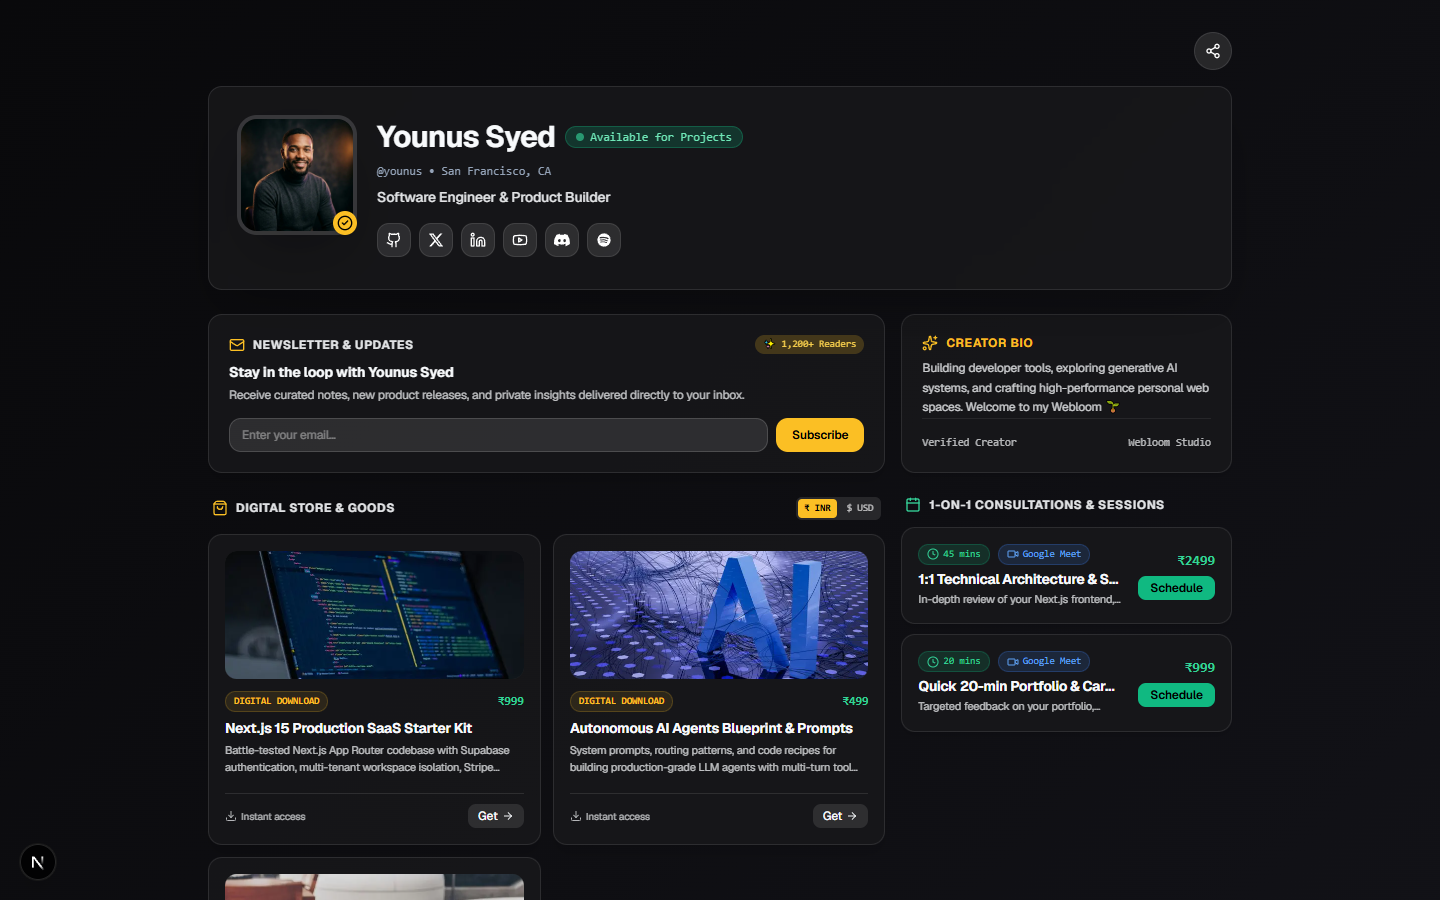 Younus Syed
Available for Projects
@younus • San Francisco, CA
Software Engineer & Product Builder
NEWSLETTER & UPDATES
1,200+ Readers
Stay in the loop with Younus Syed
Receive curated notes, new product releases, and private insights delivered directly to your inbox.
Enter your email...
Subscribe
CREATOR BIO
Building developer tools, exploring generative AI
systems, and crafting high-performance personal web
spaces. Welcome to my Webloom 🌱
Verified Creator
Webloom Studio
DIGITAL STORE & GOODS
₹ INR
$ USD
DIGITAL DOWNLOAD
₹999
Next.js 15 Production SaaS Starter Kit
Battle-tested Next.js App Router codebase with Supabase
authentication, multi-tenant workspace isolation, Stripe...
Instant access
Get →
AI
DIGITAL DOWNLOAD
₹499
Autonomous AI Agents Blueprint & Prompts
System prompts, routing patterns, and code recipes for
building production-grade LLM agents with multi-turn tool...
Instant access
Get →
1-ON-1 CONSULTATIONS & SESSIONS
45 mins
Google Meet
₹2499
1:1 Technical Architecture & S...
In-depth review of your Next.js frontend,...
Schedule
20 mins
Google Meet
₹999
Quick 20-min Portfolio & Car...
Targeted feedback on your portfolio,...
Schedule
N